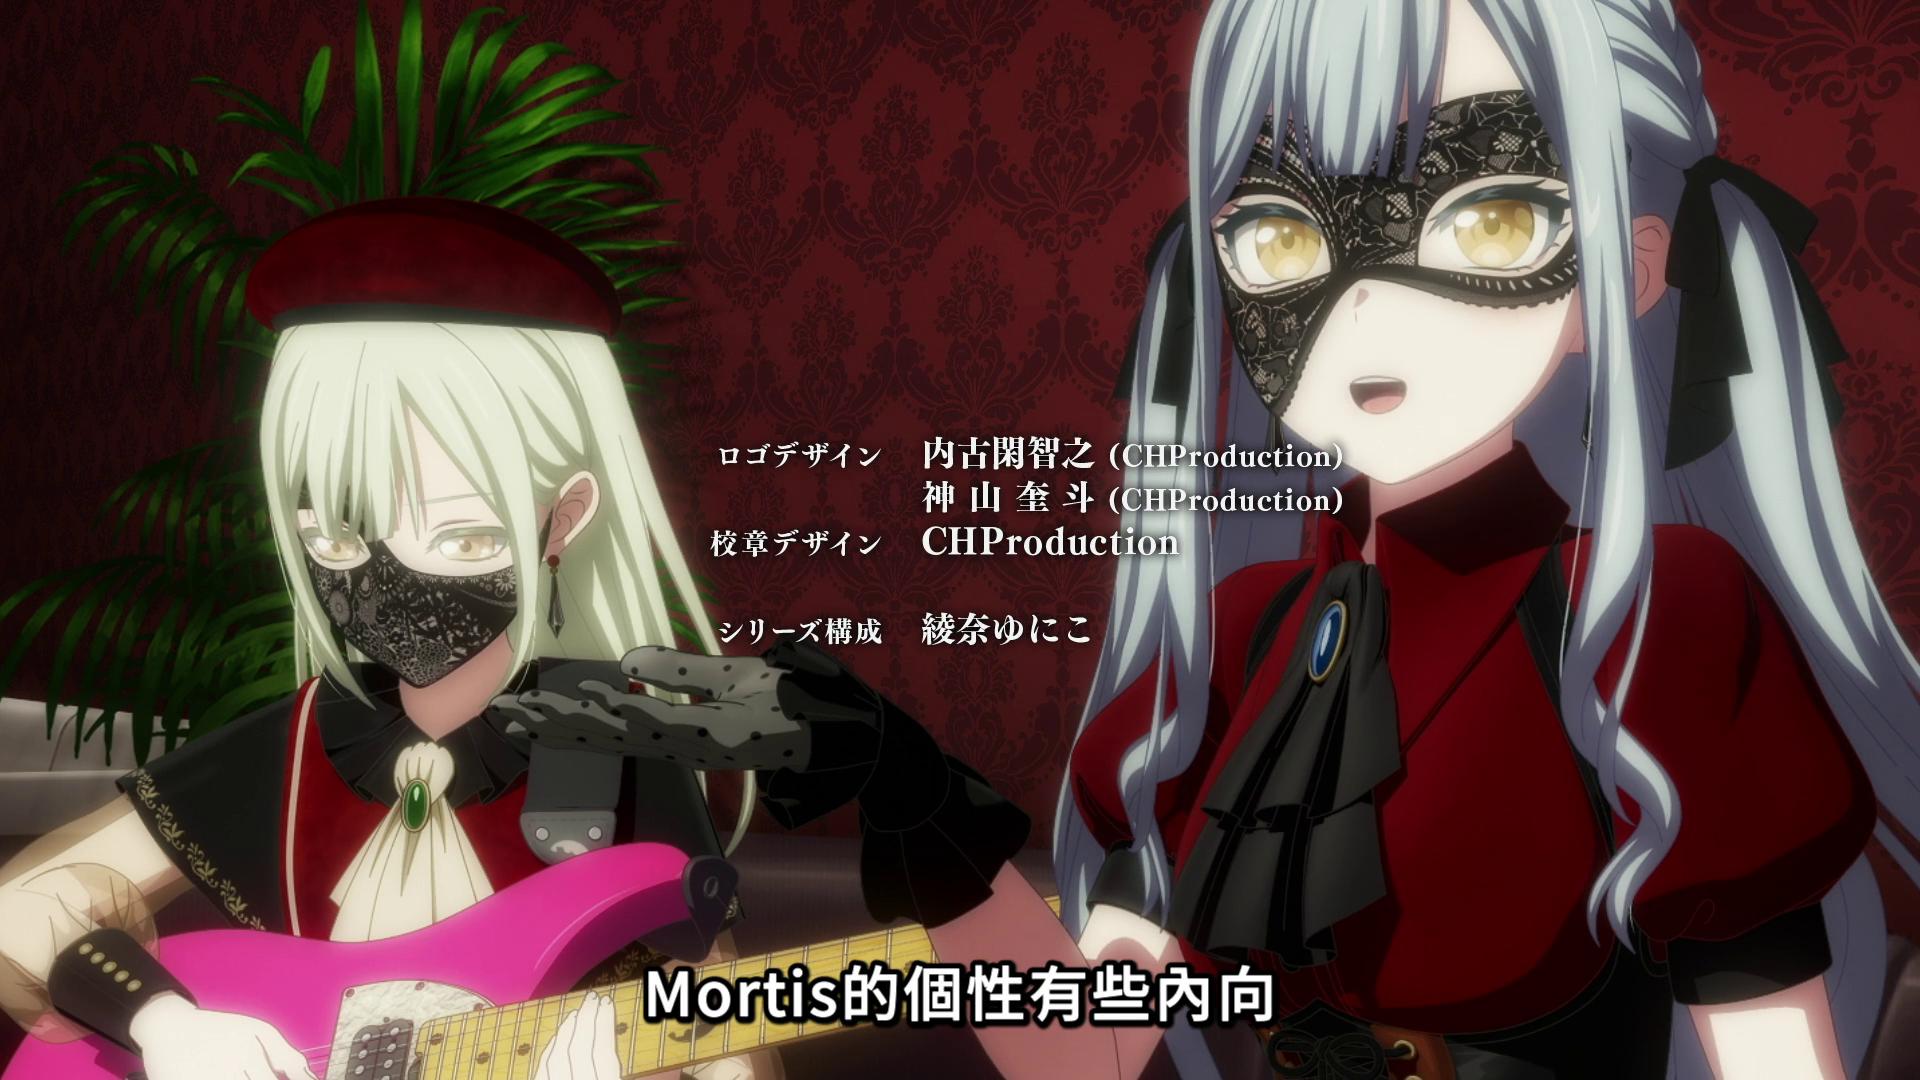 ロゴデザイン 内古閑智之 (CHProduction)
神山奎斗 (CHProduction)
校章デザイン CHProduction
シリーズ構成 綾奈ゆにこ
Mortis的個性有些內向